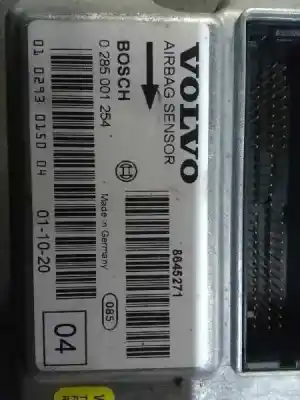 VOLVO
AIRBAG SENSOR
8645271
BOSCH
0 285 001 254
Made in Germany
085
01 0293 0150 04
01-10-20
04